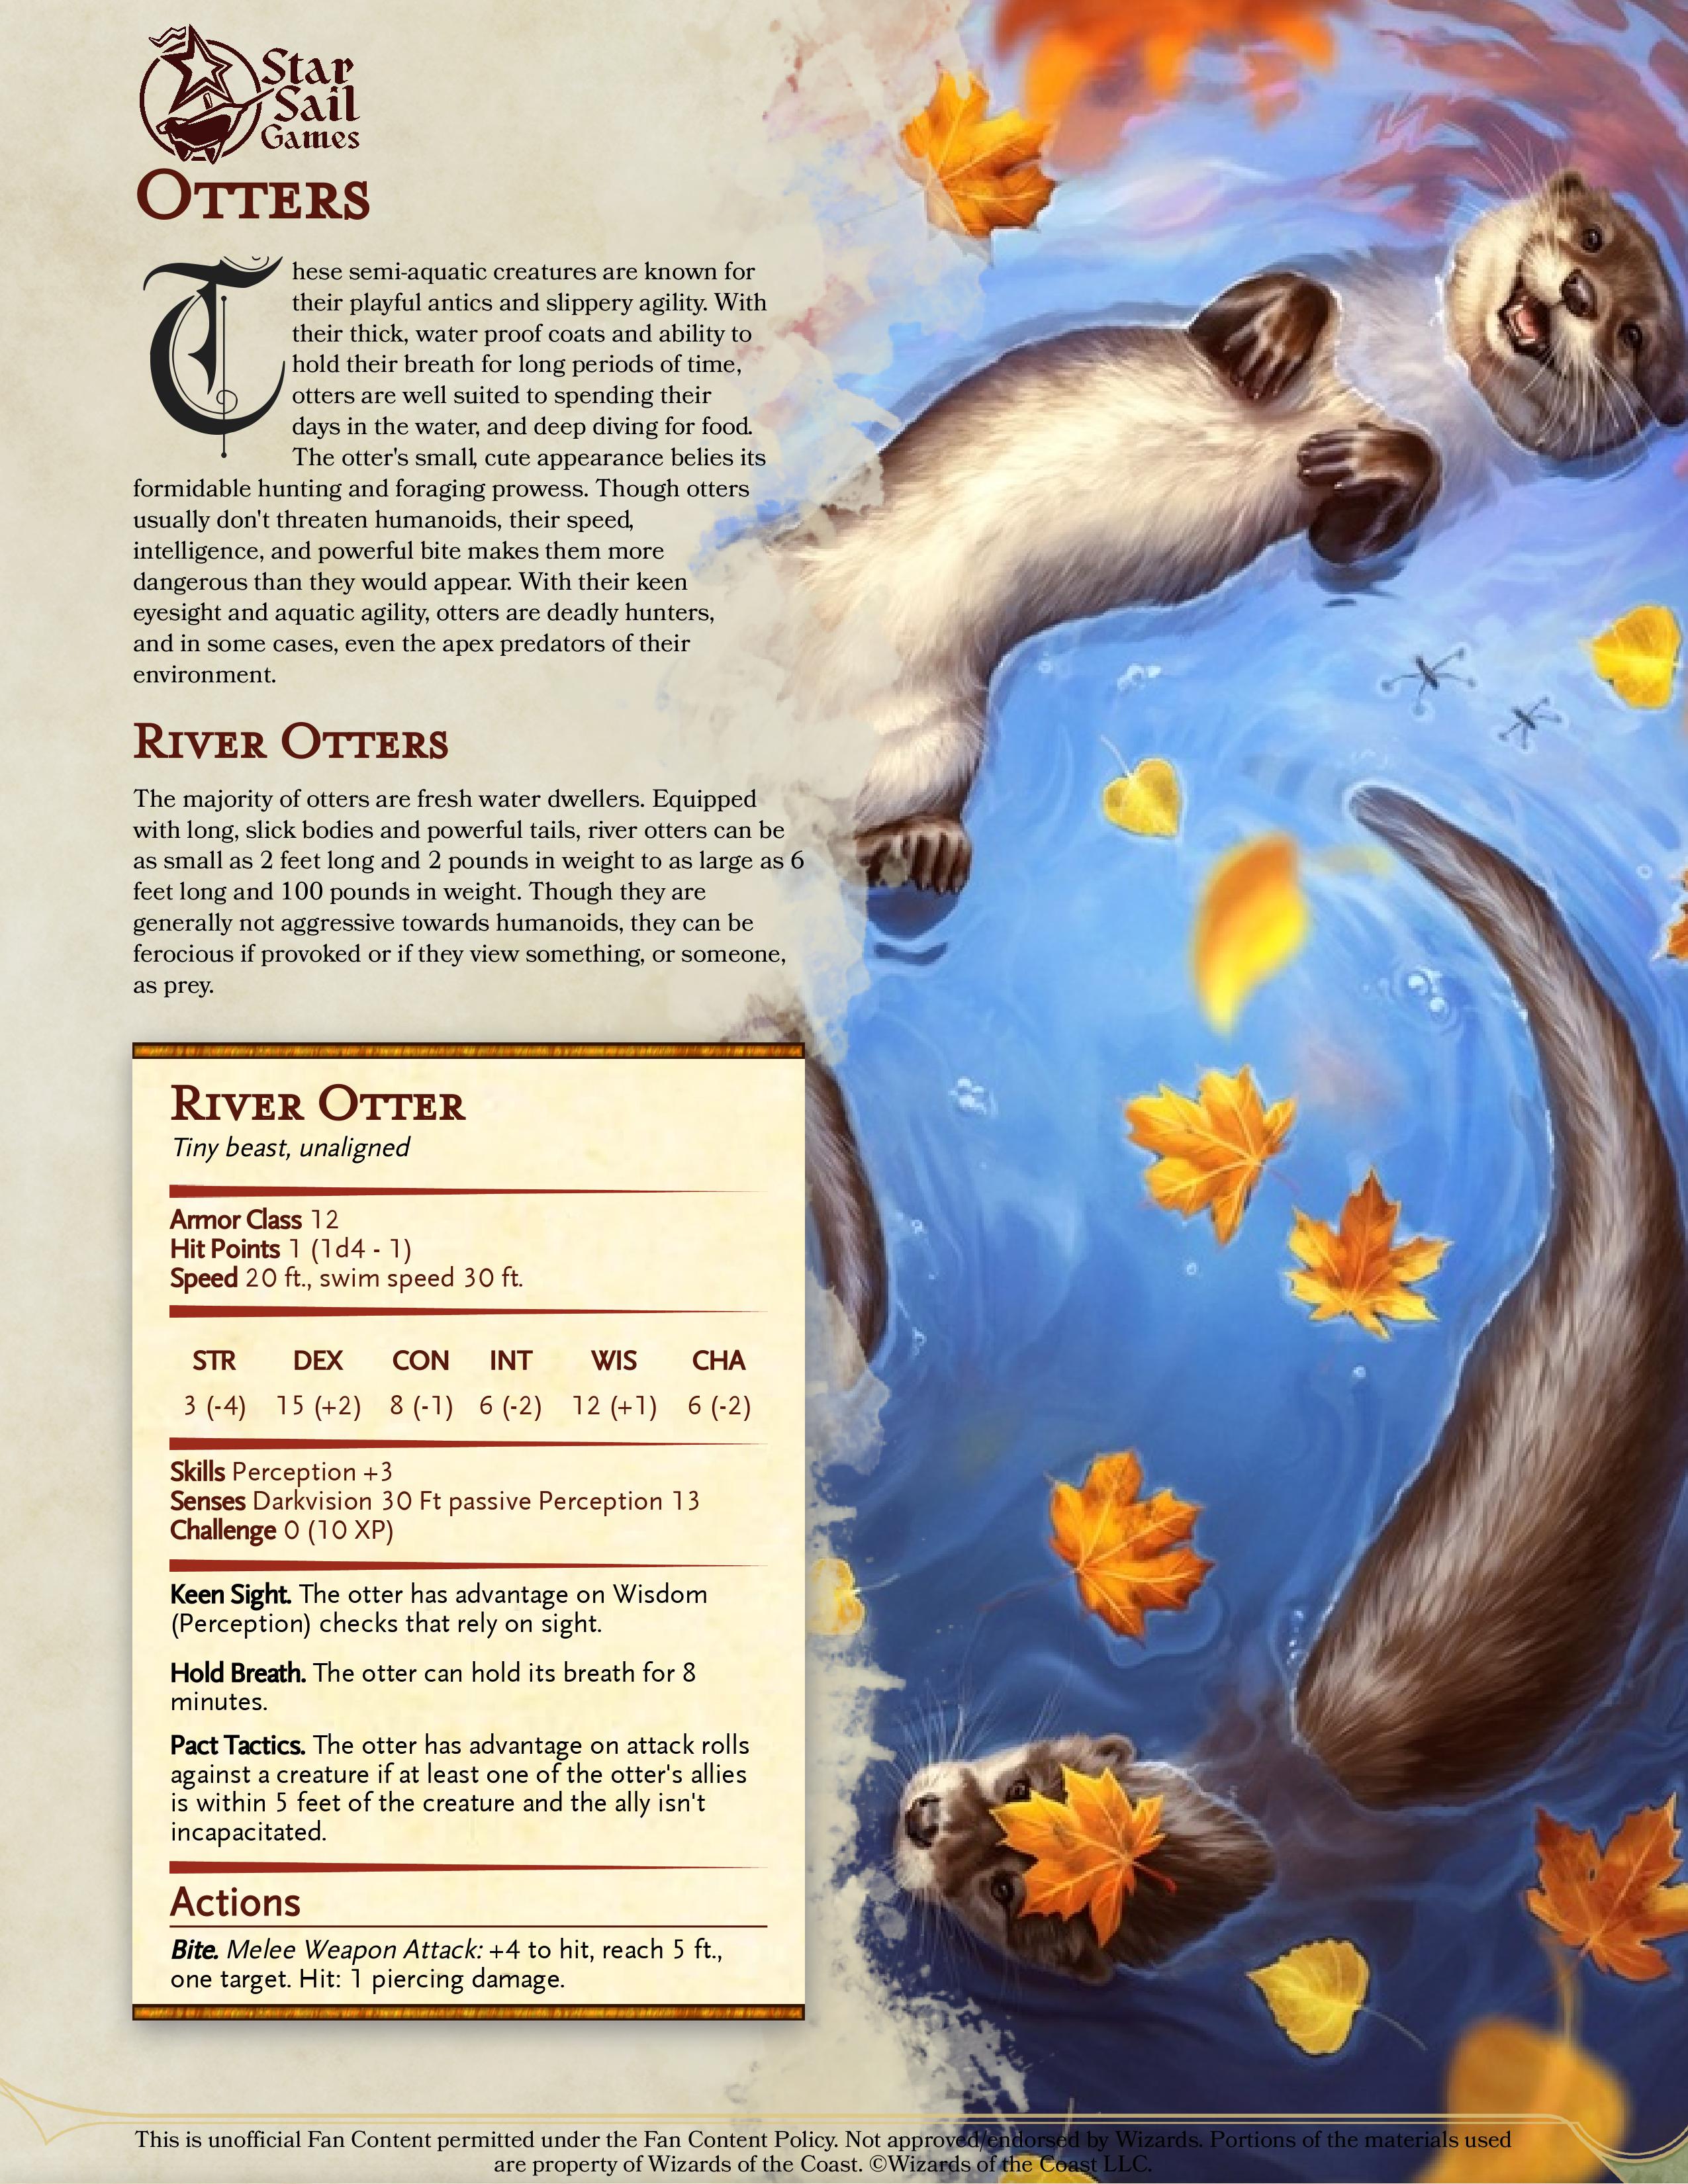 Star
Sail
Games
Otters
These semi-aquatic creatures are known for
their playful antics and slippery agility. With
their thick, water proof coats and ability to
hold their breath for long periods of time,
otters are well suited to spending their
days in the water, and deep diving for food.
The otter's small, cute appearance belies its
formidable hunting and foraging prowess. Though otters
usually don't threaten humanoids, their speed,
intelligence, and powerful bite makes them more
dangerous than they would appear. With their keen
eyesight and aquatic agility, otters are deadly hunters,
and in some cases, even the apex predators of their
environment.
River Otters
The majority of otters are fresh water dwellers. Equipped
with long, slick bodies and powerful tails, river otters can be
as small as 2 feet long and 2 pounds in weight to as large as 6
feet long and 100 pounds in weight. Though they are
generally not aggressive towards humanoids, they can be
ferocious if provoked or if they view something, or someone,
as prey.
River Otter
Tiny beast, unaligned
Armor Class 12
Hit Points 1 (1d4 - 1)
Speed 20 ft., swim speed 30 ft.
STR DEX CON INT WIS CHA
3 (-4) 15 (+2) 8 (-1) 6 (-2) 12 (+1) 6 (-2)
Skills Perception +3
Senses Darkvision 30 Ft passive Perception 13
Challenge 0 (10 XP)
Keen Sight. The otter has advantage on Wisdom
(Perception) checks that rely on sight.
Hold Breath. The otter can hold its breath for 8
minutes.
Pact Tactics. The otter has advantage on attack rolls
against a creature if at least one of the otter's allies
is within 5 feet of the creature and the ally isn't
incapacitated.
Actions
Bite. Melee Weapon Attack: +4 to hit, reach 5 ft.,
one target. Hit: 1 piercing damage.
This is unofficial Fan Content permitted under the Fan Content Policy. Not approved/endorsed by Wizards. Portions of the materials used
are property of Wizards of the Coast. ©Wizards of the Coast LLC.